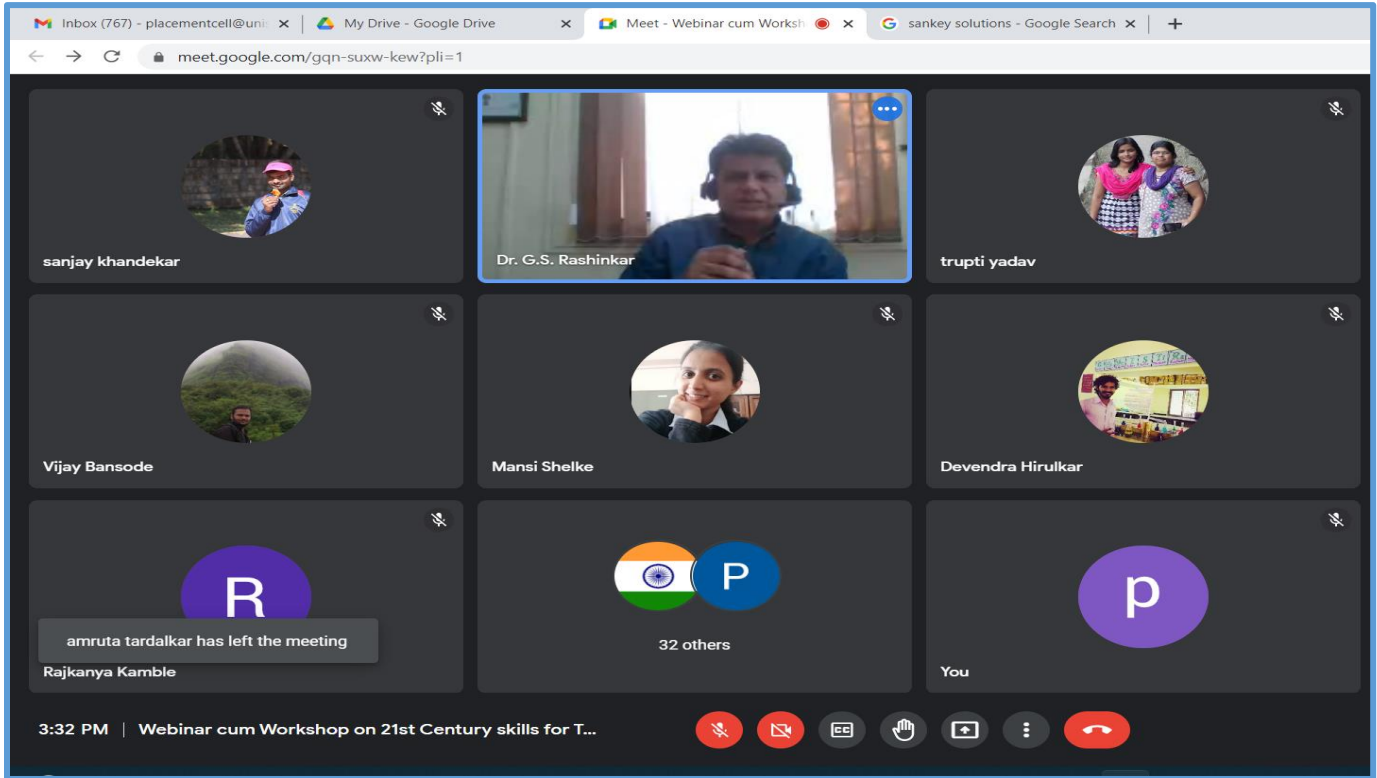 Inbox (767) - placementcell@unis
My Drive - Google Drive
Meet - Webinar cum Worksh
sankey solutions - Google Search
meet.google.com/gqn-suxw-kew?pli=1
sanjay khandekar
Dr. G.S. Rashinkar
trupti yadav
Vijay Bansode
Mansi Shelke
Devendra Hirulkar
R
amruta tardalkar has left the meeting
Rajkanya Kamble
P
32 others
p
You
3:32 PM | Webinar cum Workshop on 21st Century skills for T...
CC